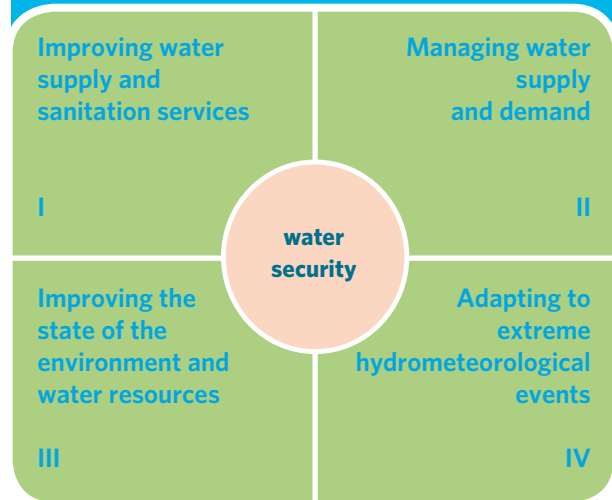 Improving water
supply and
sanitation services
I
Managing water
supply
and demand
II
water
security
Improving the
state of the
environment and
water resources
III
Adapting to
extreme
hydrometeorological
events
IV